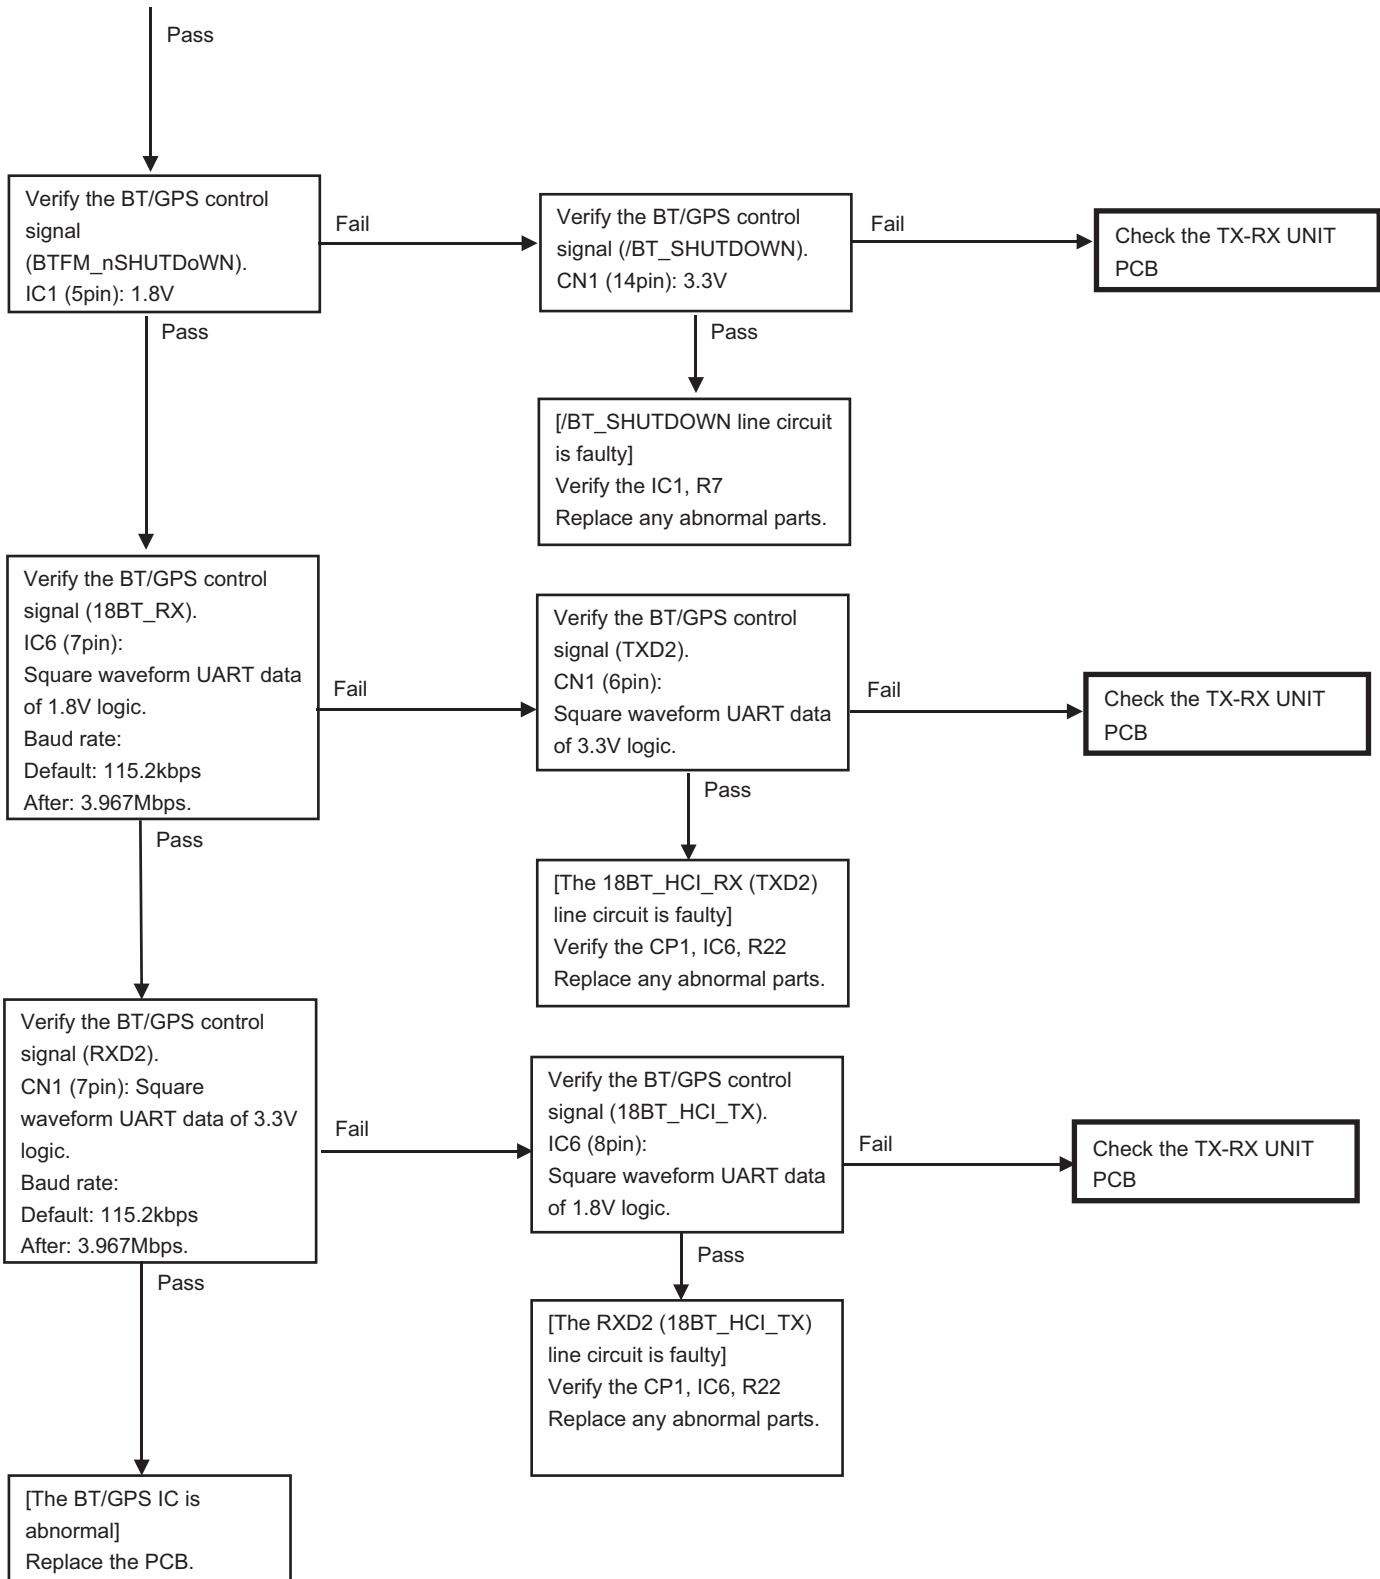 Pass
Verify the BT/GPS control
signal
(BTFM_nSHUTDoWN).
IC1 (5pin): 1.8V
Fail
Verify the BT/GPS control
signal (/BT_SHUTDOWN).
CN1 (14pin): 3.3V
Fail
Check the TX-RX UNIT
PCB
Pass
Pass
[/BT_SHUTDOWN line circuit
is faulty]
Verify the IC1, R7
Replace any abnormal parts.
Verify the BT/GPS control
signal (18BT_RX).
IC6 (7pin):
Square waveform UART data
of 1.8V logic.
Baud rate:
Default: 115.2kbps
After: 3.967Mbps.
Fail
Verify the BT/GPS control
signal (TXD2).
CN1 (6pin):
Square waveform UART data
of 3.3V logic.
Fail
Check the TX-RX UNIT
PCB
Pass
Pass
[The 18BT_HCI_RX (TXD2)
line circuit is faulty]
Verify the CP1, IC6, R22
Replace any abnormal parts.
Verify the BT/GPS control
signal (RXD2).
CN1 (7pin): Square
waveform UART data of 3.3V
logic.
Baud rate:
Default: 115.2kbps
After: 3.967Mbps.
Fail
Verify the BT/GPS control
signal (18BT_HCI_TX).
IC6 (8pin):
Square waveform UART data
of 1.8V logic.
Fail
Check the TX-RX UNIT
PCB
Pass
Pass
[The RXD2 (18BT_HCI_TX)
line circuit is faulty]
Verify the CP1, IC6, R22
Replace any abnormal parts.
[The BT/GPS IC is
abnormal]
Replace the PCB.